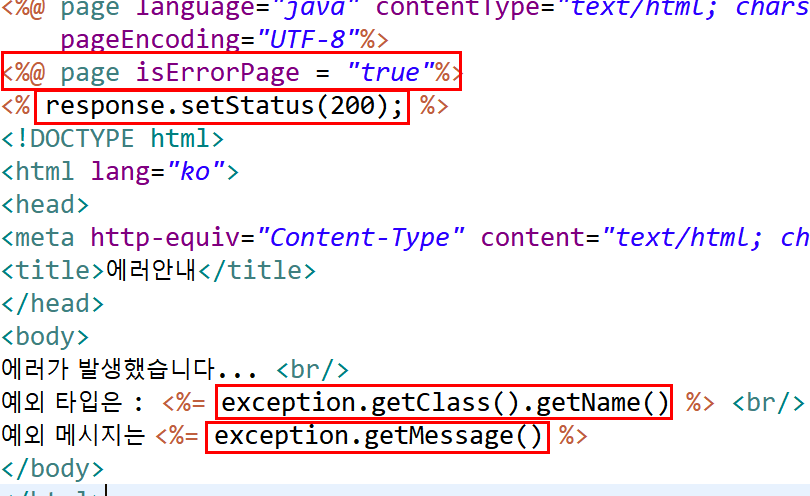 <%@ page language="java" contentType="text/html; chars
pageEncoding="UTF-8"%>
<%@ page isErrorPage = "true"%>
<% response.setStatus(200); %>
<!DOCTYPE html>
<html lang="ko">
<head>
<meta http-equiv="Content-Type" content="text/html; ch
<title>에러안내</title>
</head>
<body>
에러가 발생했습니다... <br/>
예외 타입은 : <%= exception.getClass().getName() %> <br/>
예외 메시지는 <%= exception.getMessage() %>
</body>
</html>